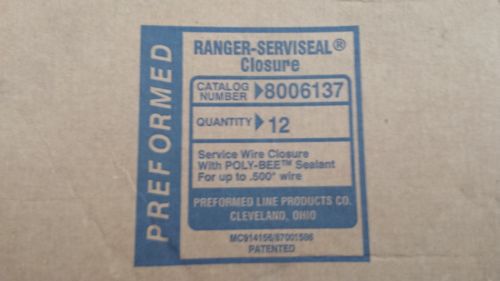 PREFORMED
RANGER-SERVISEAL®
Closure
CATALOG NUMBER 8006137
QUANTITY 12
Service Wire Closure
With POLY-BEE™ Sealant
For up to .500" wire
PREFORMED LINE PRODUCTS CO.
CLEVELAND, OHIO
MC914156/67001586
PATENTED